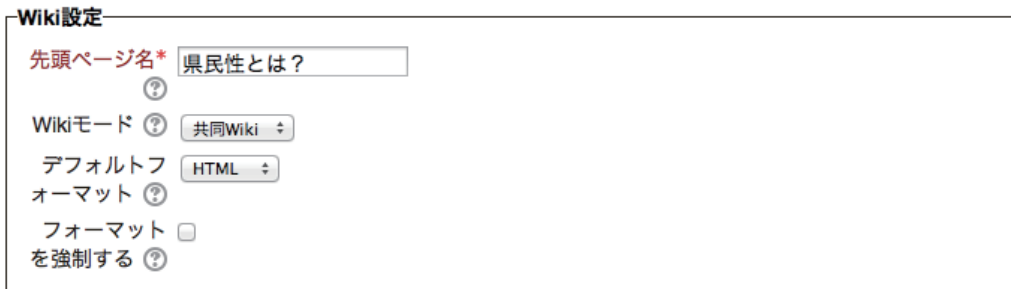 Wiki設定
先頭ページ名* 県民性とは？
Wikiモード 共同Wiki
デフォルトフ HTML
ォーマット
フォーマット
を強制する